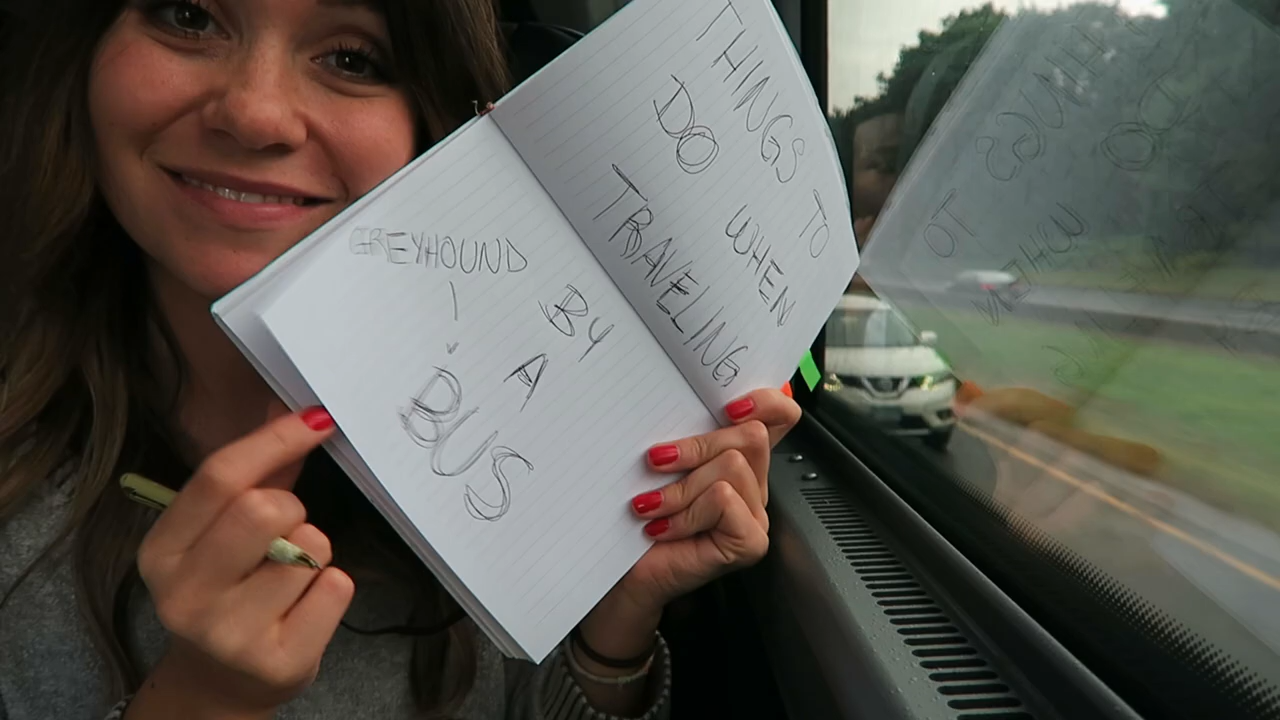 THINGS TO
DO WHEN
TRAVELING
BY
A
GREYHOUND
BUS